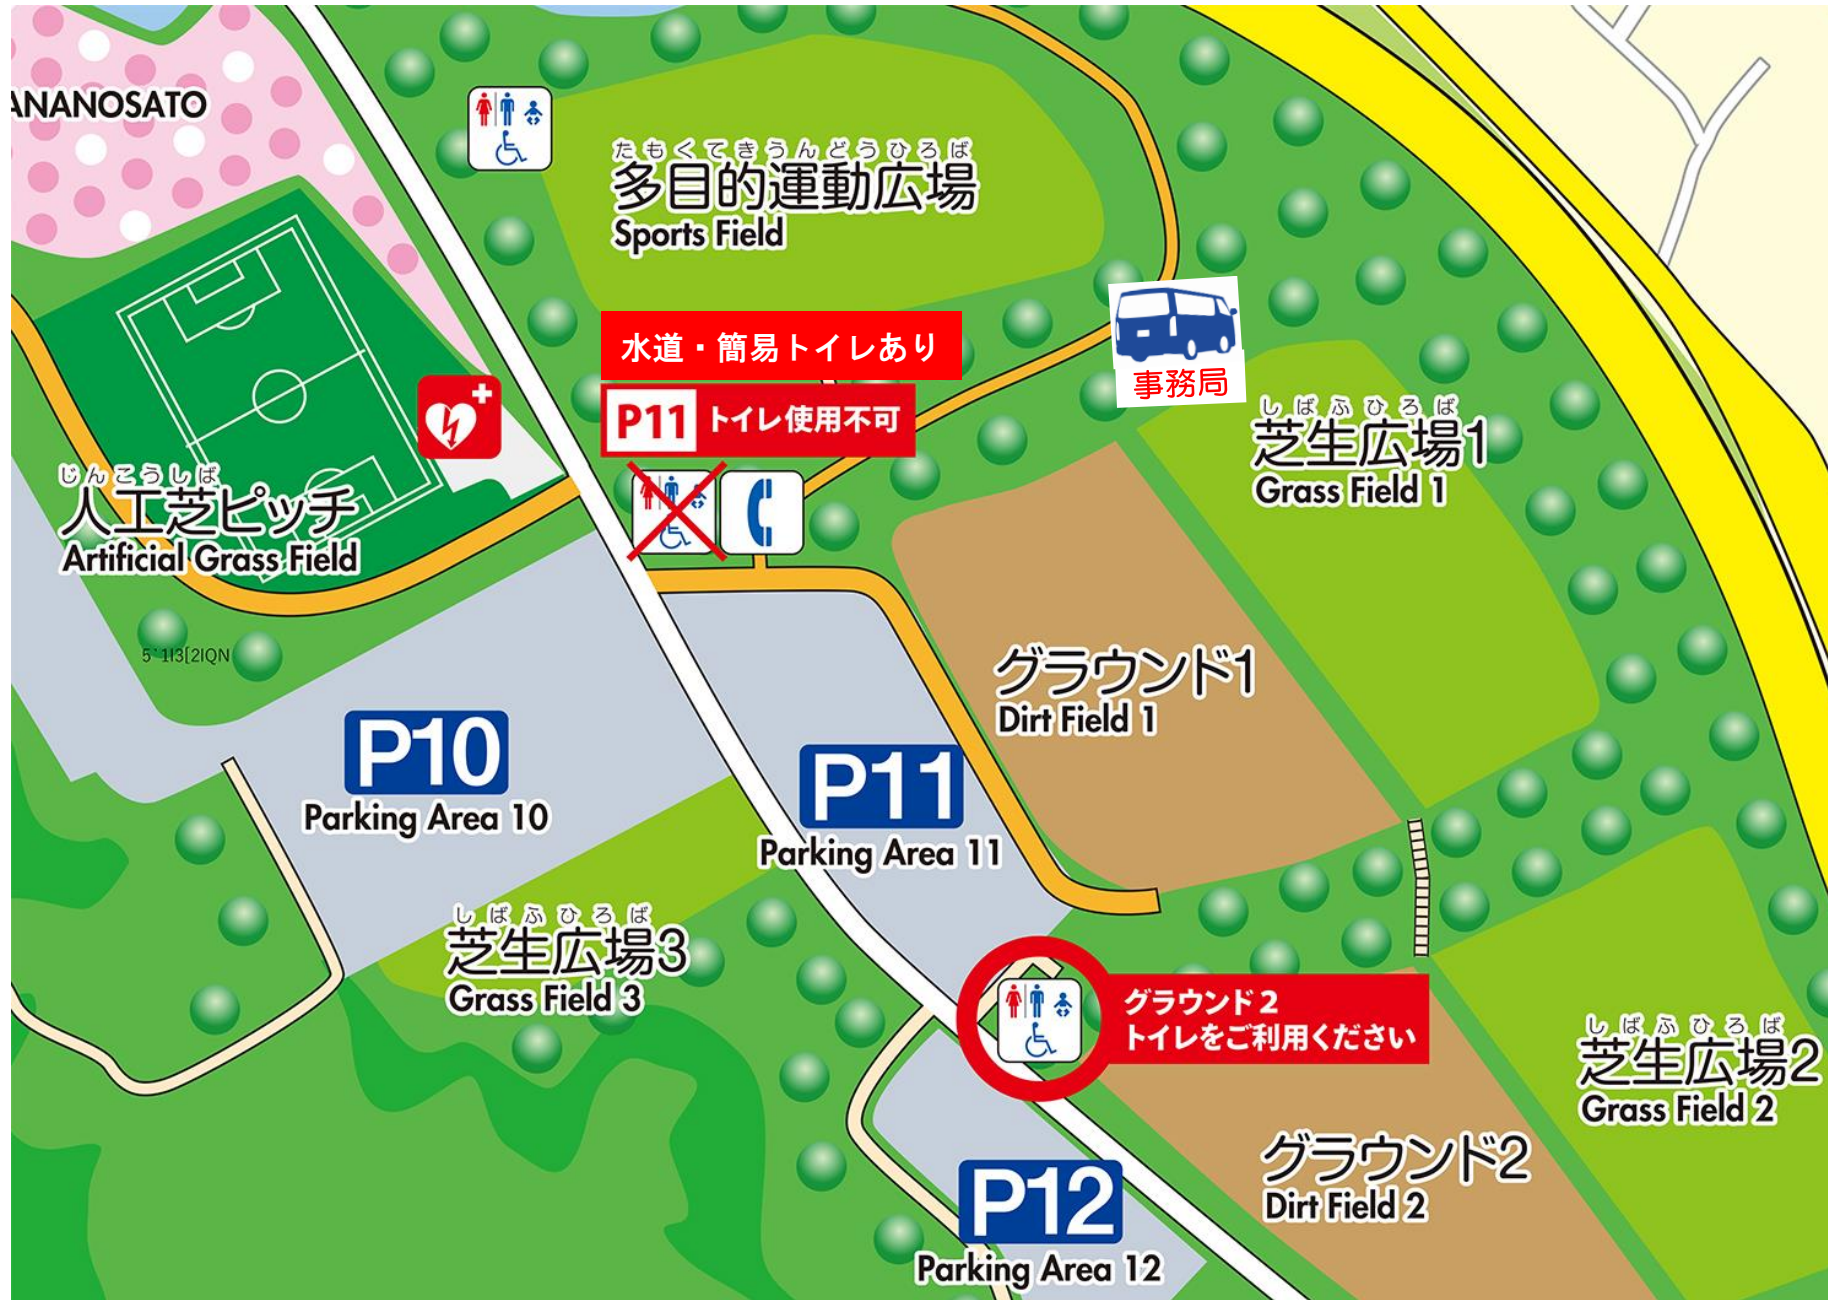 ANANOSATO
たもくてきうんどうひろば
多目的運動広場
Sports Field
水道・簡易トイレあり
P11 トイレ使用不可
事務局
しばふひろば
芝生広場1
Grass Field 1
じんこうしば
人工芝ピッチ
Artificial Grass Field
5`1I3[2IQN
グラウンド1
Dirt Field 1
P10
Parking Area 10
P11
Parking Area 11
しばふひろば
芝生広場3
Grass Field 3
グラウンド2
トイレをご利用ください
しばふひろば
芝生広場2
Grass Field 2
グラウンド2
Dirt Field 2
P12
Parking Area 12